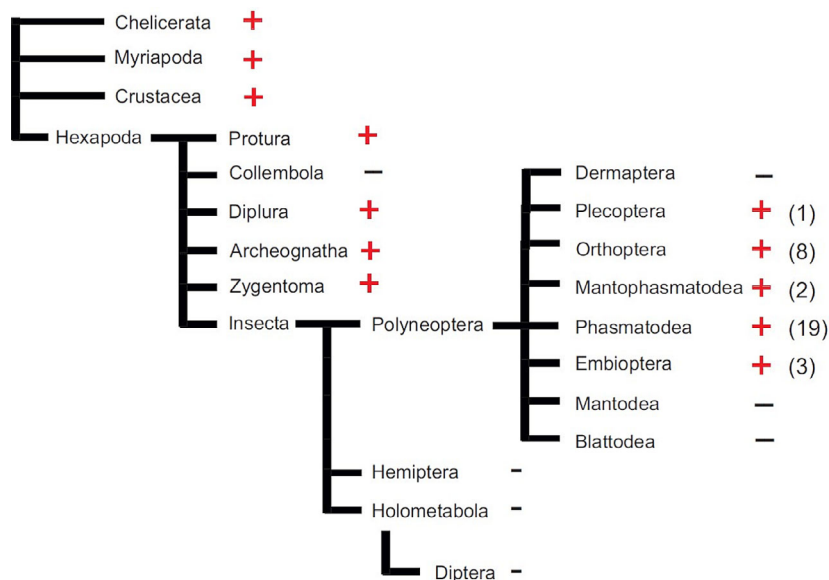 Chelicerata +
Myriapoda +
Crustacea +
Hexapoda Protura +
Collembola –
Diplura +
Archeognatha +
Zygentoma +
Insecta Polyneoptera
Dermaptera –
Plecoptera + (1)
Orthoptera + (8)
Mantophasmatodea + (2)
Phasmatodea + (19)
Embioptera + (3)
Mantodea –
Blattodea –
Hemiptera -
Holometabola -
Diptera -